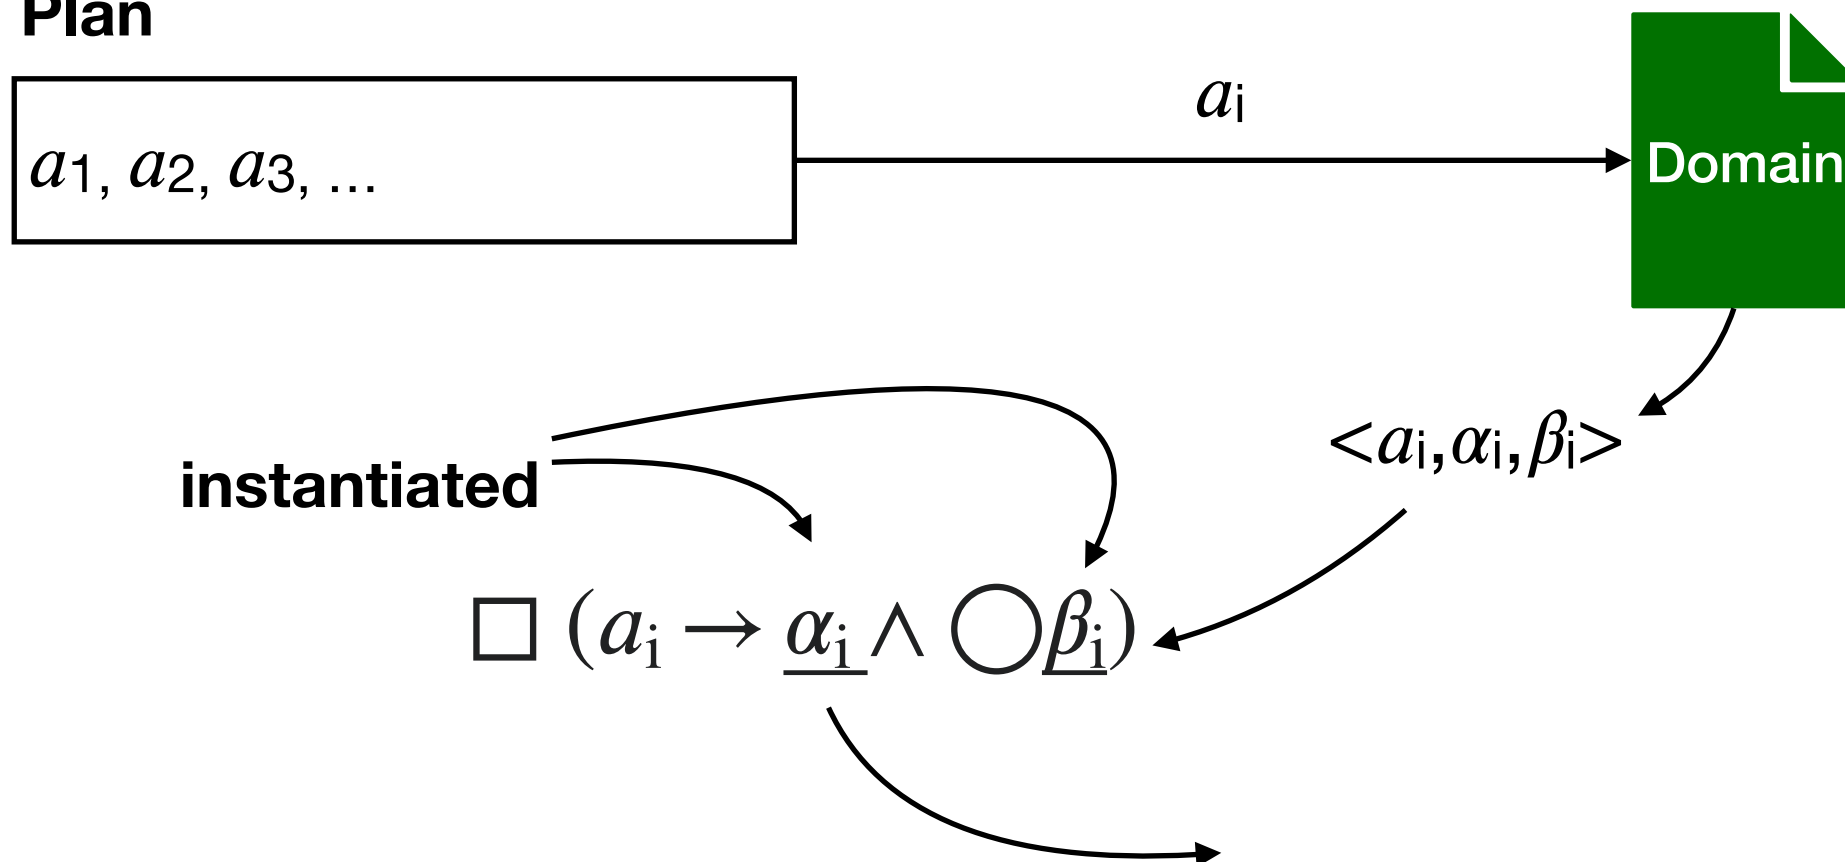 Plan
a1, a2, a3, ...
ai
Domain
<ai,αi,βi>
instantiated
□ (ai → αi ∧ ◯βi)